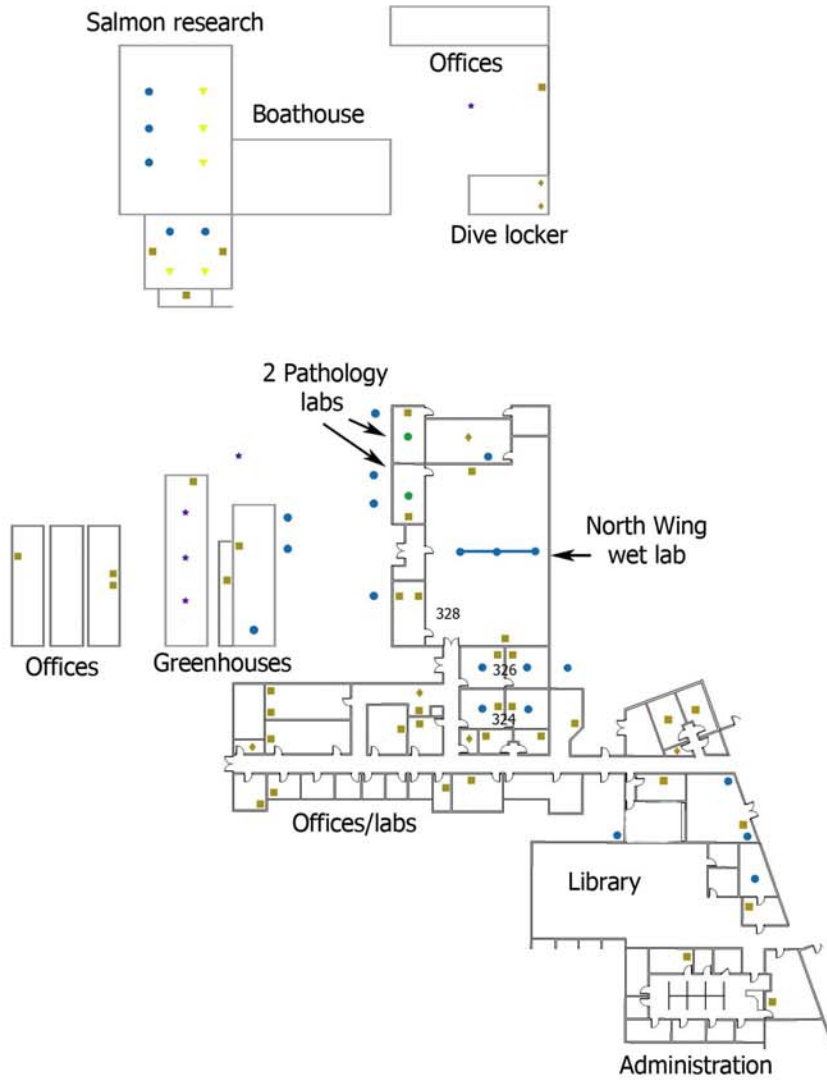 Salmon research
Offices
Boathouse
Dive locker
2 Pathology
labs
North Wing
wet lab
328
Offices
Greenhouses
326
324
Offices/labs
Library
Administration